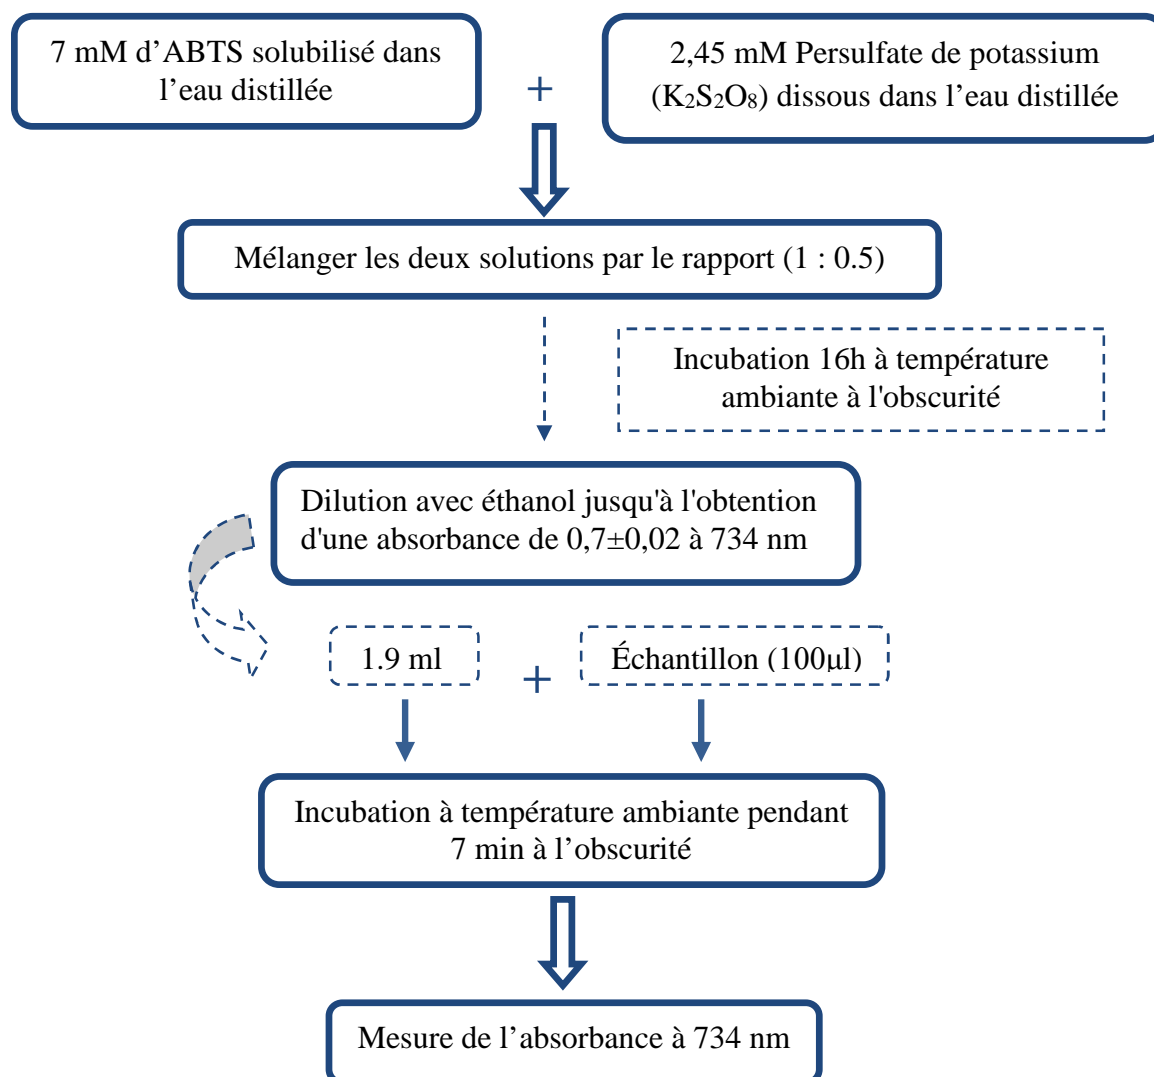 7 mM d’ABTS solubilisé dans
l’eau distillée
+
2,45 mM Persulfate de potassium
(K₂S₂O₈) dissous dans l’eau distillée
Mélanger les deux solutions par le rapport (1 : 0.5)
Incubation 16h à température
ambiante à l'obscurité
Dilution avec éthanol jusqu'à l'obtention
d'une absorbance de 0,7±0,02 à 734 nm
1.9 ml
+
Échantillon (100µl)
Incubation à température ambiante pendant
7 min à l’obscurité
Mesure de l’absorbance à 734 nm